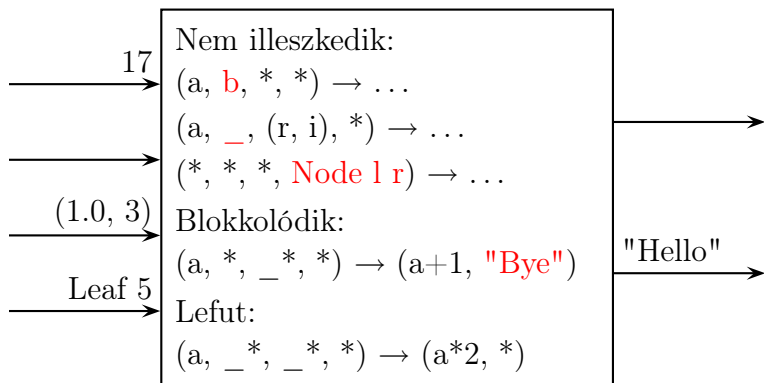 17
(1.0, 3)
Leaf 5
Nem illeszkedik:
(a, b, *, *) → …
(a, _, (r, i), *) → …
(*, *, *, Node l r) → …
Blokkolódik:
(a, *, _*, *) → (a+1, "Bye")
Lefut:
(a, _*, _*, *) → (a*2, *)
"Hello"